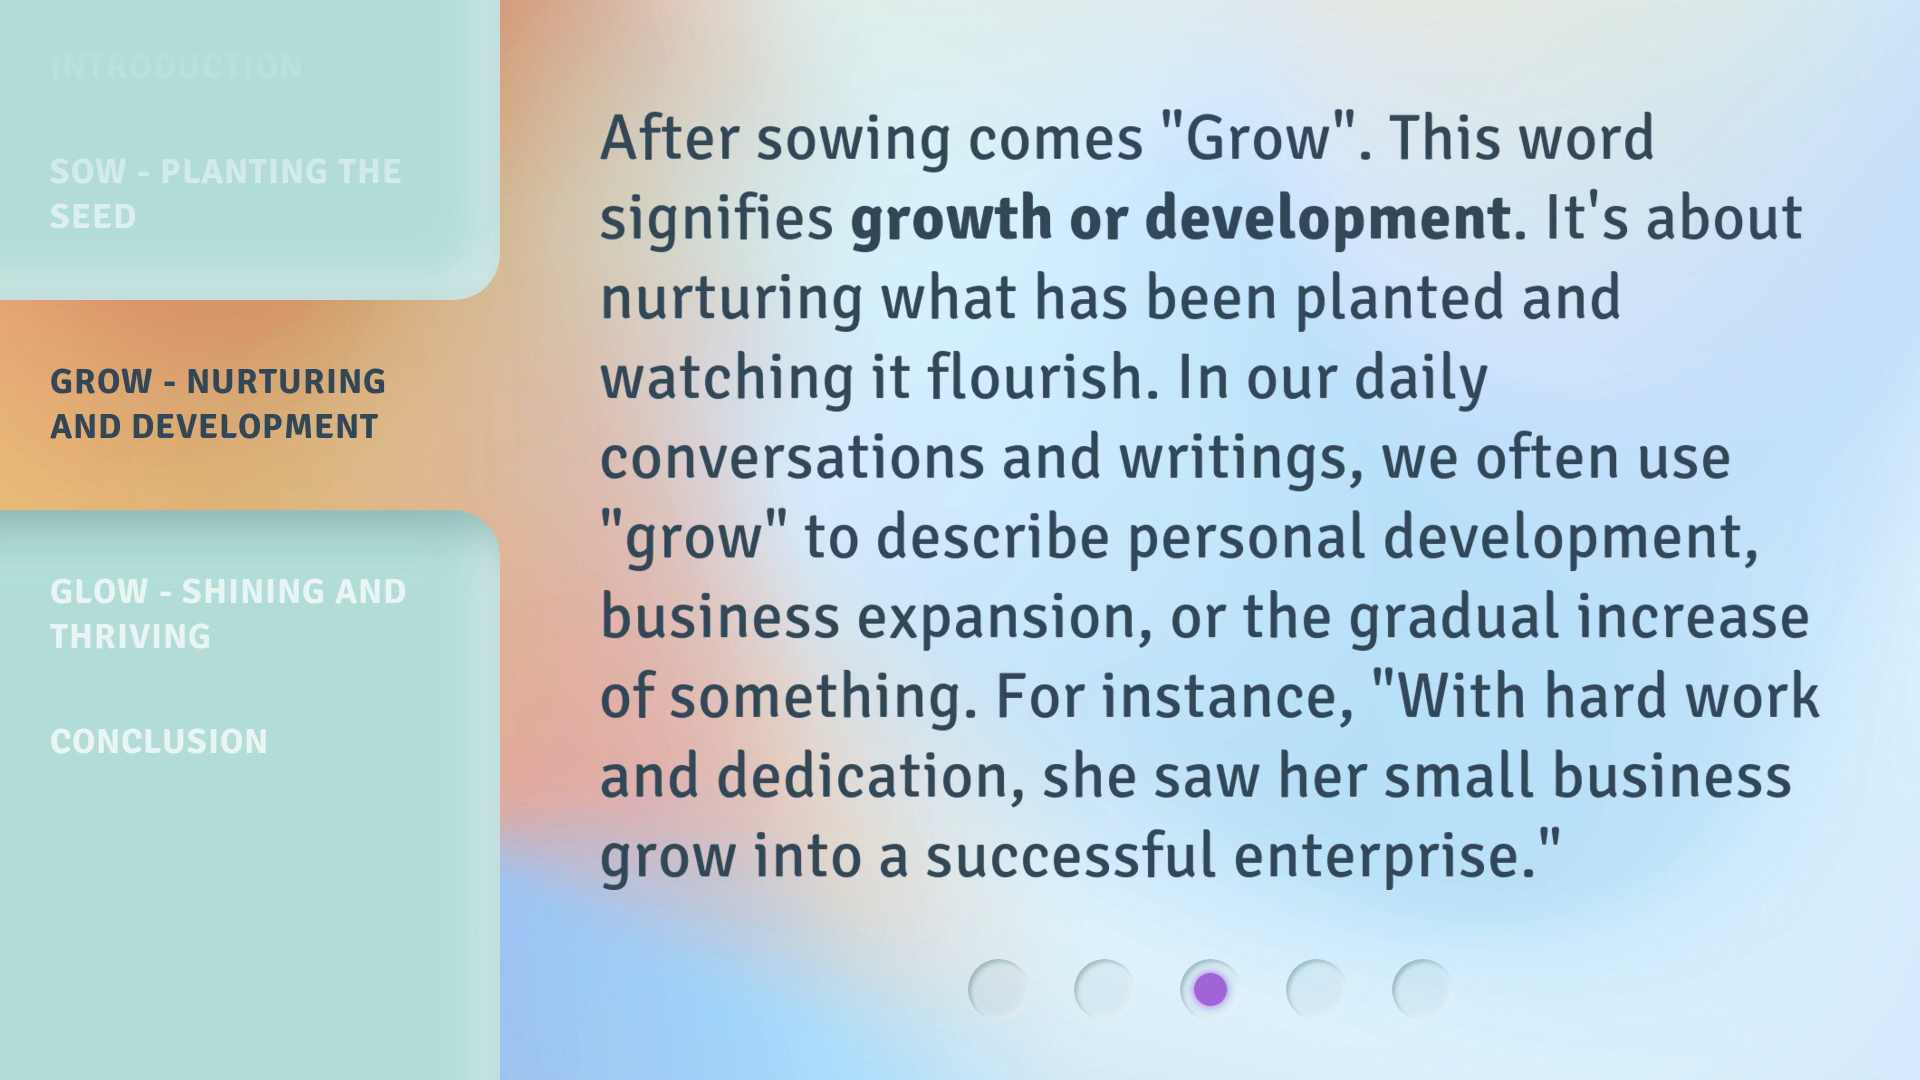 INTRODUCTION
SOW - PLANTING THE
SEED
GROW - NURTURING
AND DEVELOPMENT
GLOW - SHINING AND
THRIVING
CONCLUSION
After sowing comes "Grow". This word
signifies growth or development. It's about
nurturing what has been planted and
watching it flourish. In our daily
conversations and writings, we often use
"grow" to describe personal development,
business expansion, or the gradual increase
of something. For instance, "With hard work
and dedication, she saw her small business
grow into a successful enterprise."